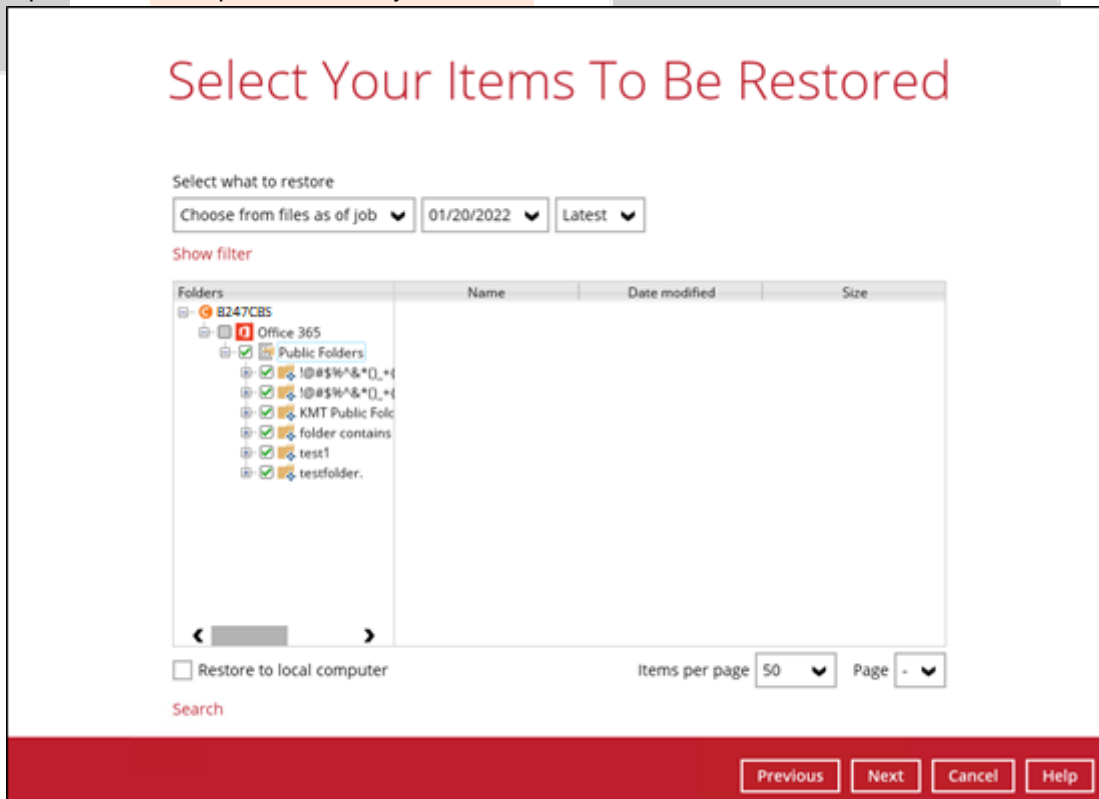 Select Your Items To Be Restored
Select what to restore
Choose from files as of job 01/20/2022 Latest
Show filter
Folders Name Date modified Size
B247CBS
Office 365
Public Folders
!@#$%^&*()_+{
!@#$%^&*()_+{
KMT Public Fold
folder contains
test1
testfolder.
Restore to local computer Items per page 50 Page -
Search
Previous Next Cancel Help